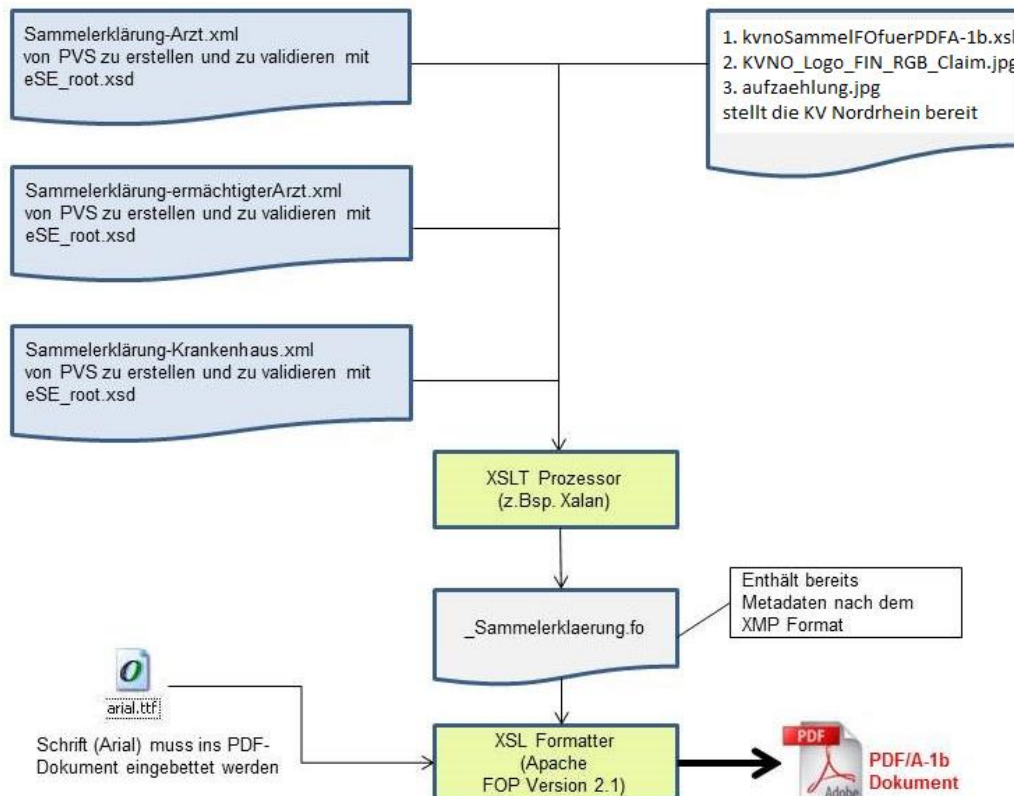 Sammelerklärung-Arzt.xml
von PVS zu erstellen und zu validieren mit
eSE_root.xsd
1. kvnoSammelFOfuerPDFA-1b.xsl
2. KVNO_Logo_FIN_RGB_Claim.jpg
3. aufzaehlung.jpg
stellt die KV Nordrhein bereit
Sammelerklärung-ermächtigterArzt.xml
von PVS zu erstellen und zu validieren mit
eSE_root.xsd
Sammelerklärung-Krankenhaus.xml
von PVS zu erstellen und zu validieren mit
eSE_root.xsd
XSLT Prozessor
(z.Bsp. Xalan)
Enthält bereits
Metadaten nach dem
XMP Format
_Sammelerklaerung.fo
O
arial.ttf
Schrift (Arial) muss ins PDF-
Dokument eingebettet werden
XSL Formatter
(Apache
FOP Version 2.1)
PDF
Adobe
PDF/A-1b
Dokument